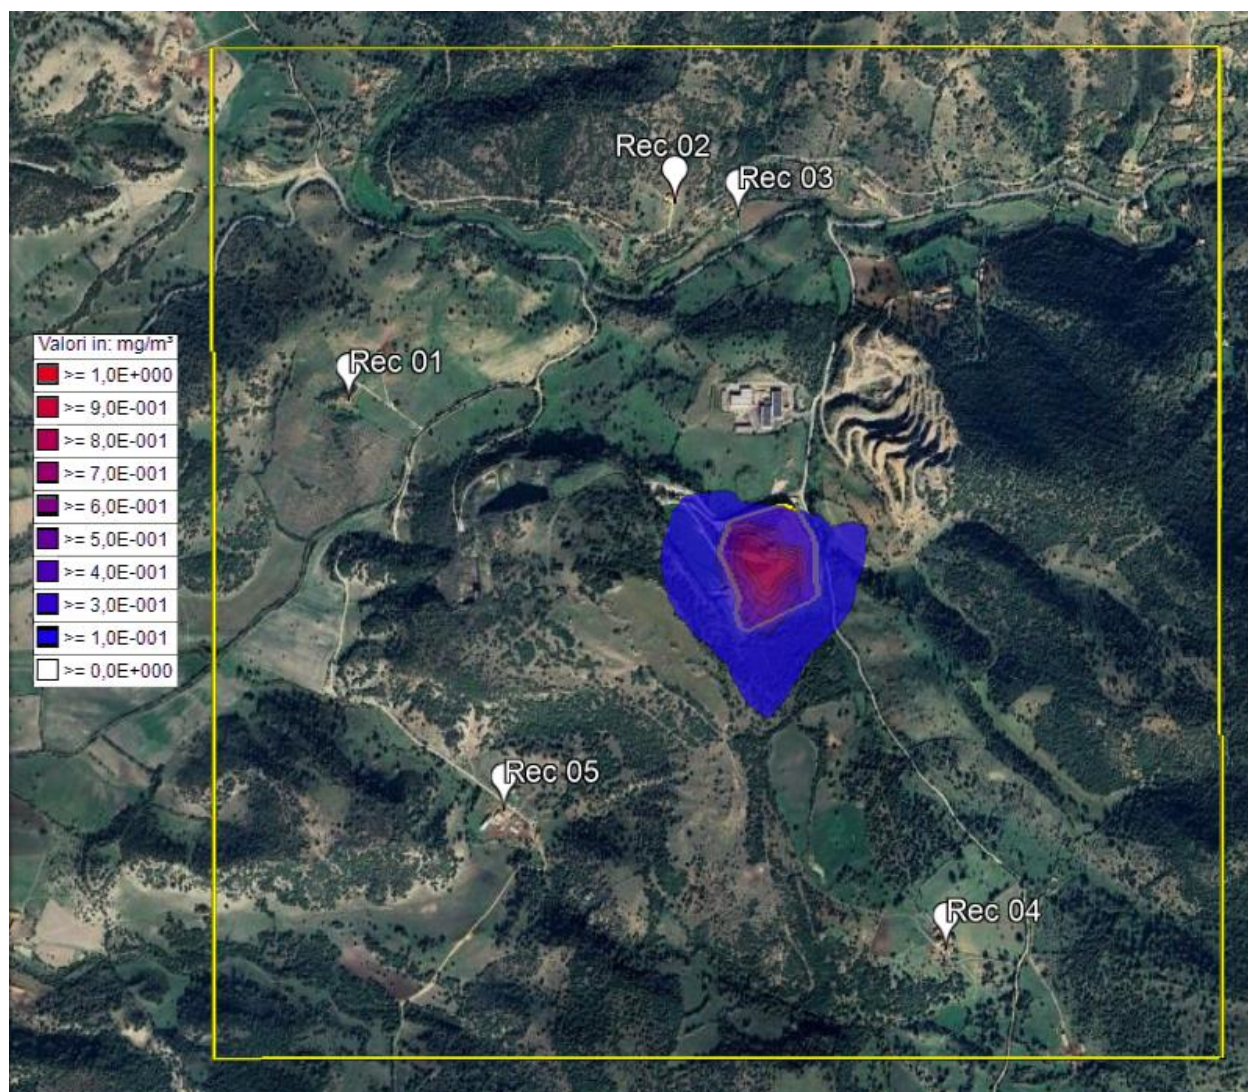 Rec 02
Rec 03
Rec 01
Valori in: mg/m³
>= 1,0E+000
>= 9,0E-001
>= 8,0E-001
>= 7,0E-001
>= 6,0E-001
>= 5,0E-001
>= 4,0E-001
>= 3,0E-001
>= 1,0E-001
>= 0,0E+000
Rec 05
Rec 04